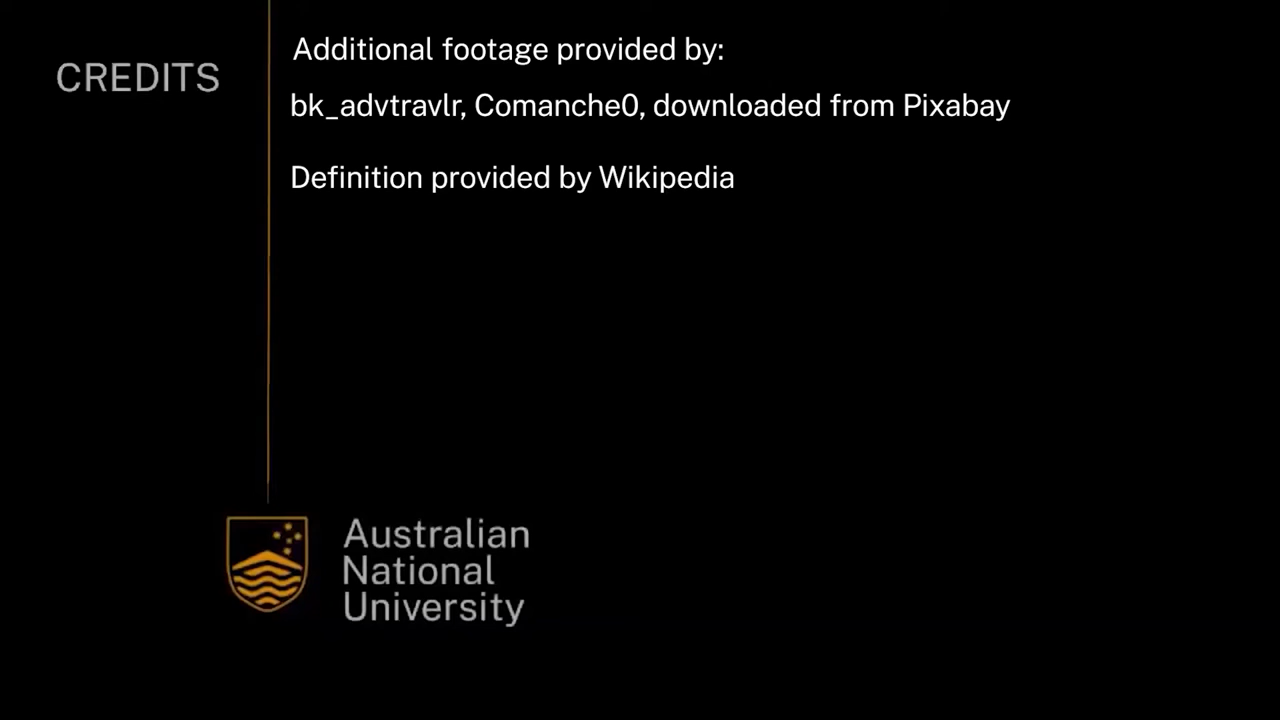 CREDITS
Additional footage provided by:
bk_advtravlr, Comanche0, downloaded from Pixabay
Definition provided by Wikipedia
Australian
National
University